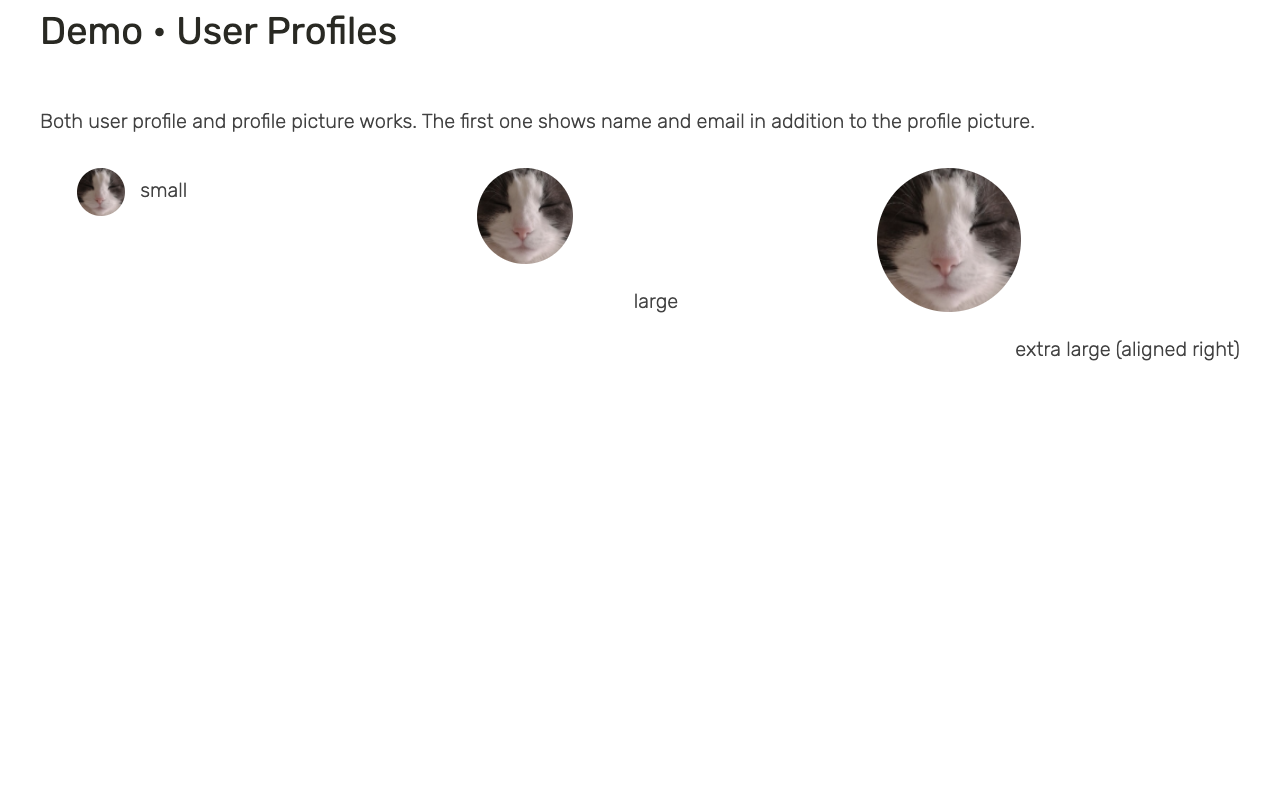 Demo • User Profiles
Both user profile and profile picture works. The first one shows name and email in addition to the profile picture.
small
large
extra large (aligned right)